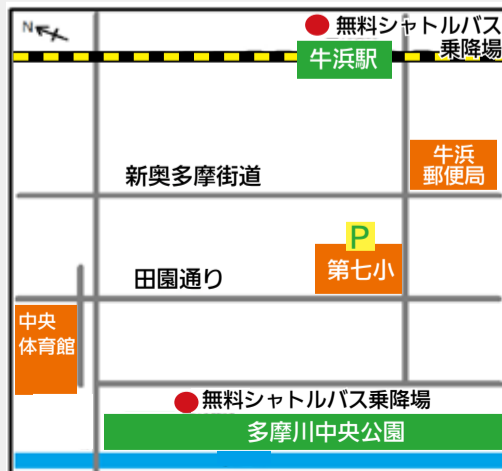 N
無料シャトルバス
乗降場
牛浜駅
牛浜
郵便局
新奥多摩街道
P
第七小
田園通り
中央
体育館
無料シャトルバス乗降場
多摩川中央公園